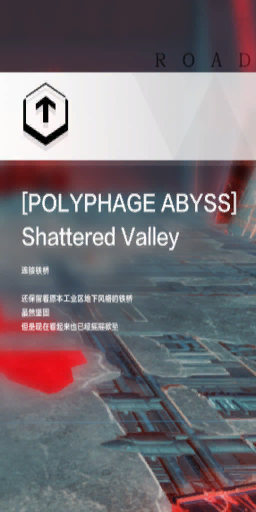 ROAD
[POLYPHAGE ABYSS]
Shattered Valley
连接铁桥
还保留着原本工业区地下风貌的铁桥
虽然坚固
但是现在看起来也已经摇摇欲坠